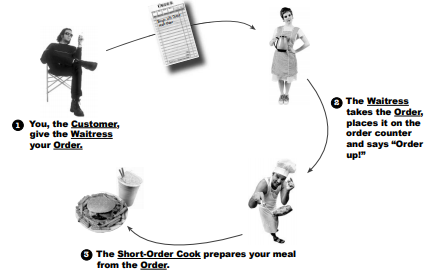 ORDER
1 You, the Customer,
give the Waitress
your Order.
2 The Waitress
takes the Order,
places it on the
order counter
and says “Order
up!”
3 The Short-Order Cook prepares your meal
from the Order.